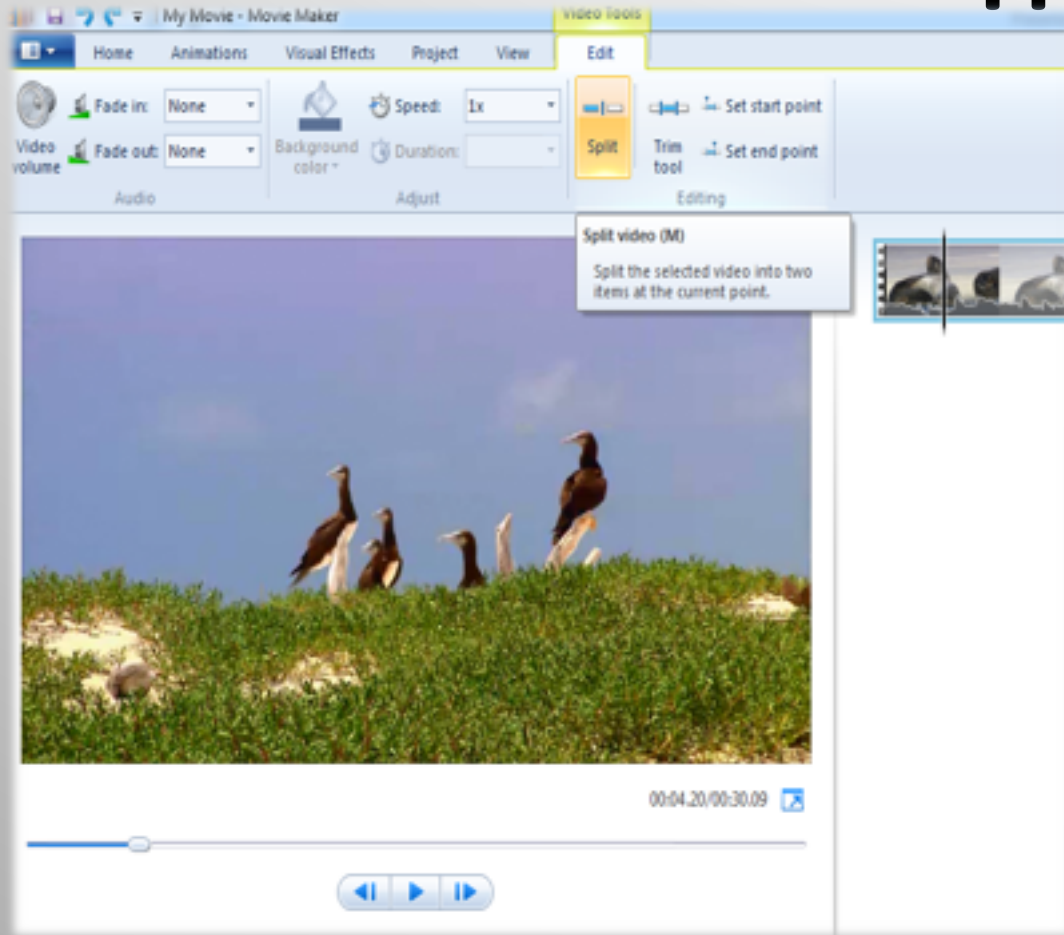 My Movie - Movie Maker
Video Tools
Home Animations Visual Effects Project View Edit
Fade in: None
Speed: 1x
Set start point
Video volume
Fade out: None
Background color
Duration:
Split
Trim tool
Set end point
Audio
Adjust
Editing
Split video (M)
Split the selected video into two
items at the current point.
00:04.20/00:30.09